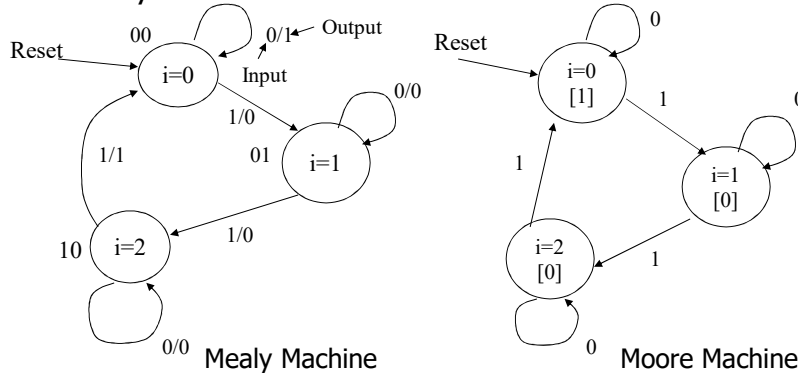 00
0/1
Output
Reset
i=0
Input
1/0
0/0
01
i=1
1/1
1/0
10
i=2
0/0
Mealy Machine
0
Reset
i=0
[1]
1
0
i=1
[0]
1
i=2
[0]
1
0
Moore Machine